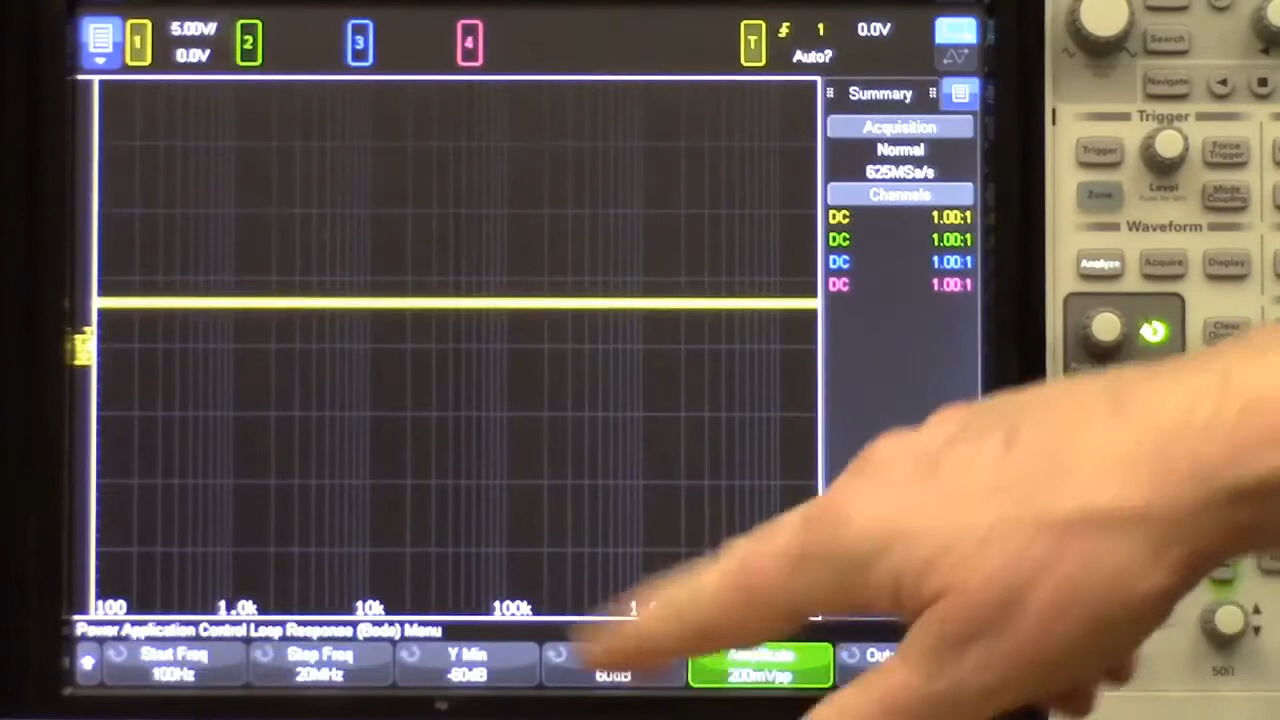 1 5.00V/ 2 3 4 T 1 0.0V
0.0V Auto?
Summary
Acquisition
Normal
625MSa/s
Channels
DC 1.00:1
DC 1.00:1
DC 1.00:1
DC 1.00:1
100 1.0k 10k 100k
Power Application Control Loop Response (Bode) Menu
Start Freq
100Hz
Stop Freq
20MHz
Y Min
-60dB
60dB
Amplitude
200mVpp
Search
Navigate
Trigger
Trigger
Force
Trigger
Zone
Level
Mode
Coupling
Waveform
Analyze
Acquire
Display
Clear
50Ω